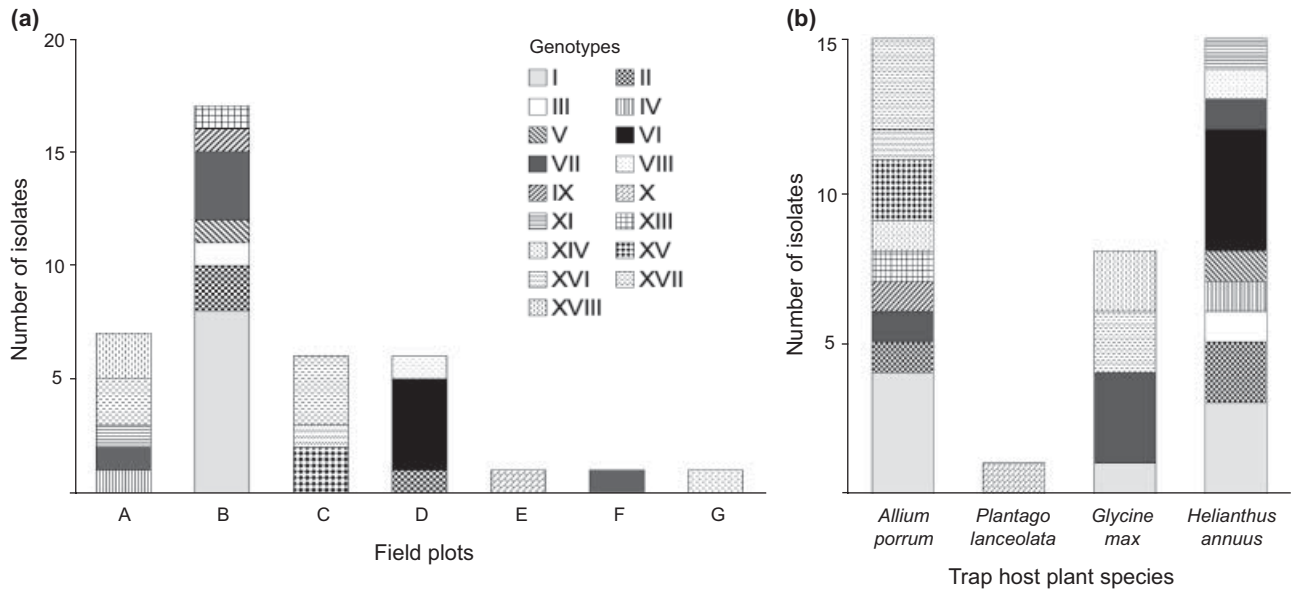 (a)
20
15
10
5
Number of isolates
Genotypes
I II
III IV
V VI
VII VIII
IX X
XI XIII
XIV XV
XVI XVII
XVIII
A B C D E F G
Field plots
(b)
15
10
5
Number of isolates
Allium Plantago Glycine Helianthus
porrum lanceolata max annuus
Trap host plant species